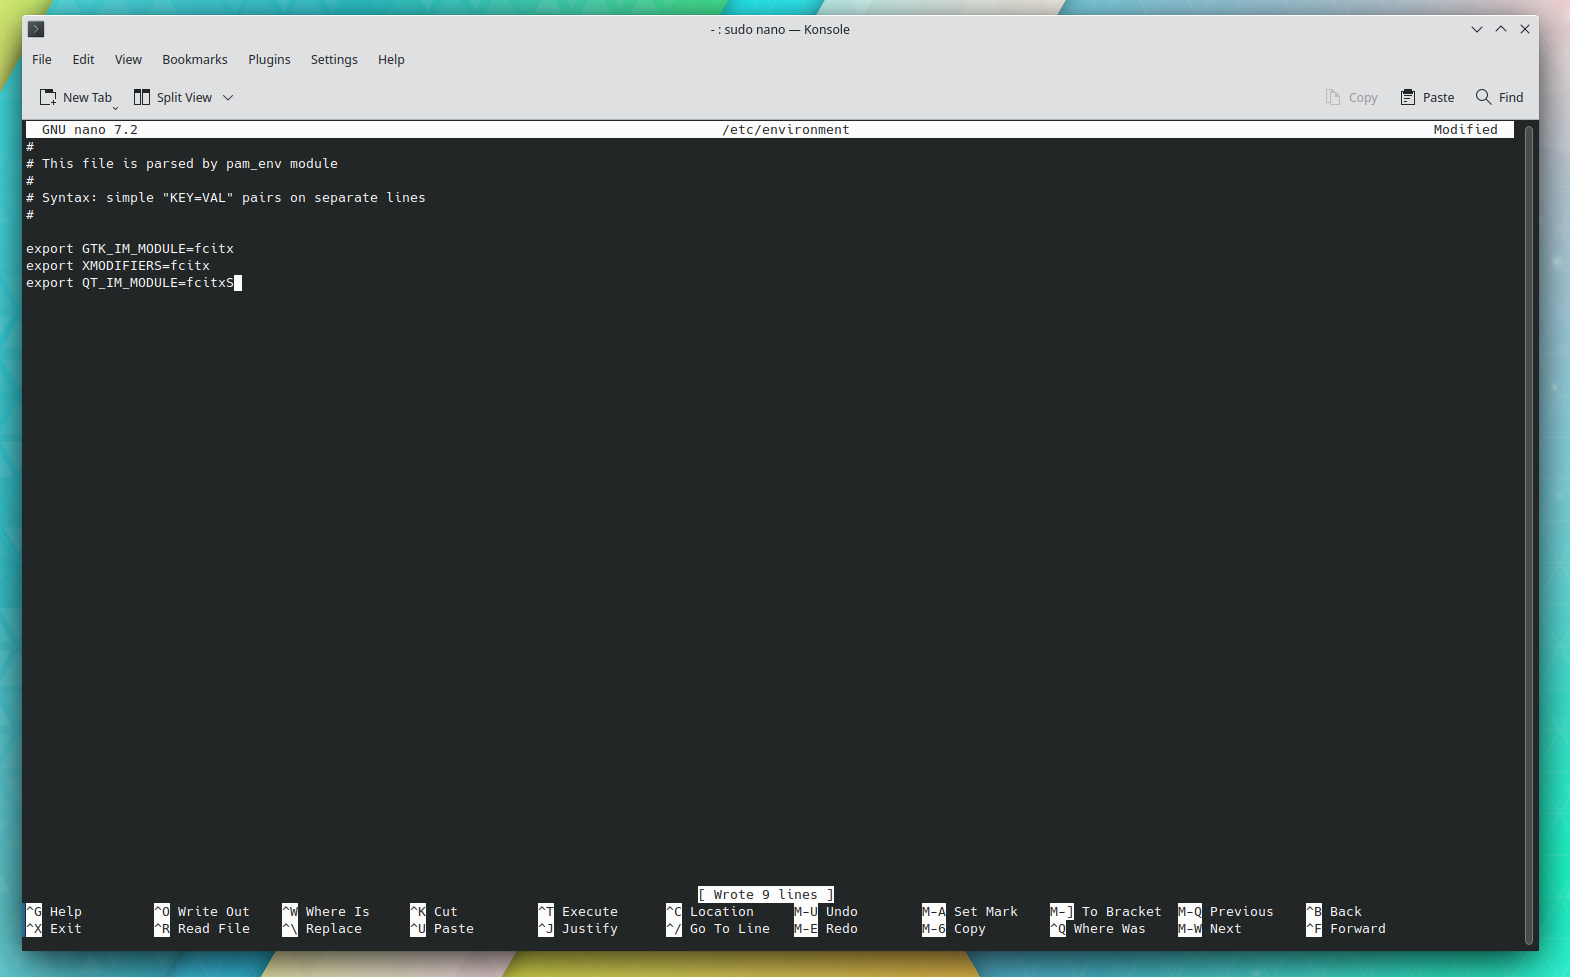 - : sudo nano — Konsole
File Edit View Bookmarks Plugins Settings Help
New Tab Split View Copy Paste Find
GNU nano 7.2 /etc/environment Modified
#
# This file is parsed by pam_env module
#
# Syntax: simple "KEY=VAL" pairs on separate lines
#
export GTK_IM_MODULE=fcitx
export XMODIFIERS=fcitx
export QT_IM_MODULE=fcitxS
[ Wrote 9 lines ]
^G Help ^O Write Out ^W Where Is ^K Cut ^T Execute ^C Location M-U Undo M-A Set Mark M-] To Bracket M-Q Previous ^B Back
^X Exit ^R Read File ^\ Replace ^U Paste ^J Justify ^/ Go To Line M-E Redo M-6 Copy ^Q Where Was M-W Next ^F Forward